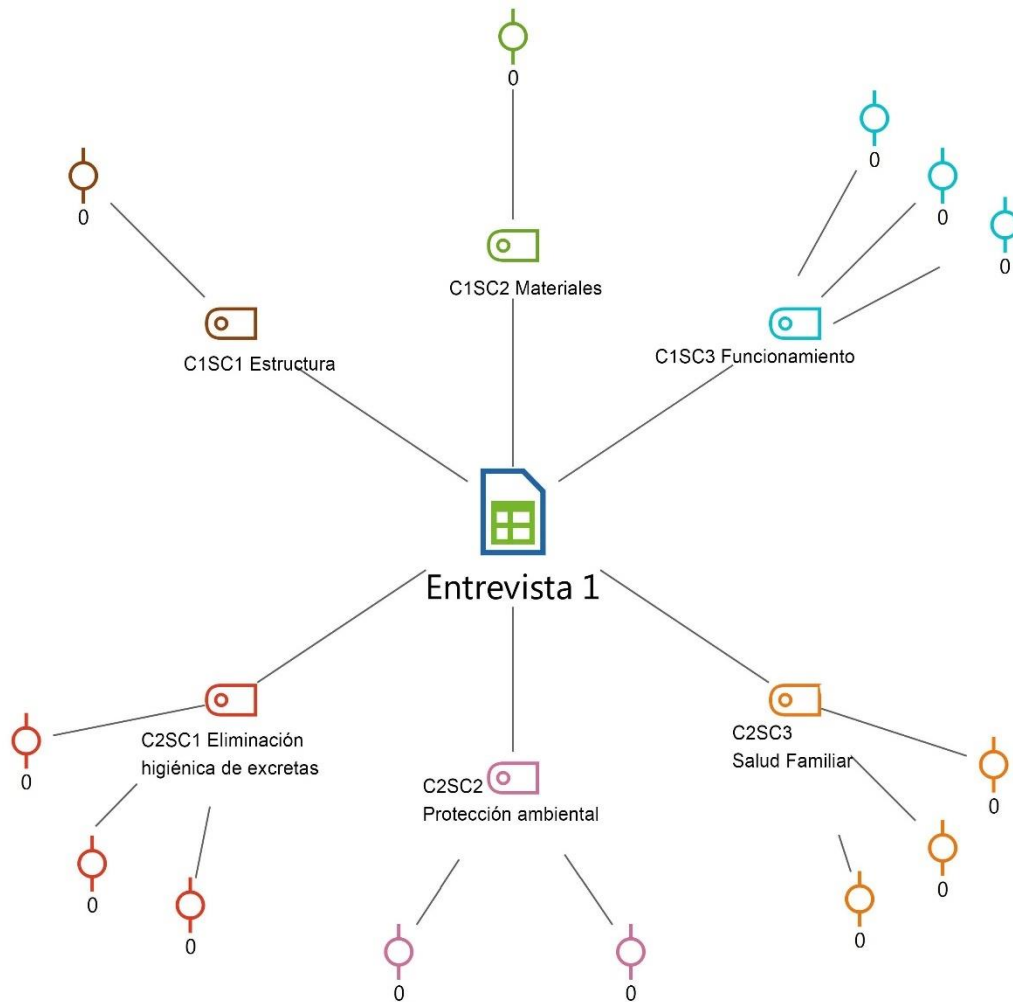 0
0
0
0
0
C1SC2 Materiales
C1SC1 Estructura
C1SC3 Funcionamiento
Entrevista 1
C2SC1 Eliminación
higiénica de excretas
C2SC2
Protección ambiental
C2SC3
Salud Familiar
0
0
0
0
0
0
0
0